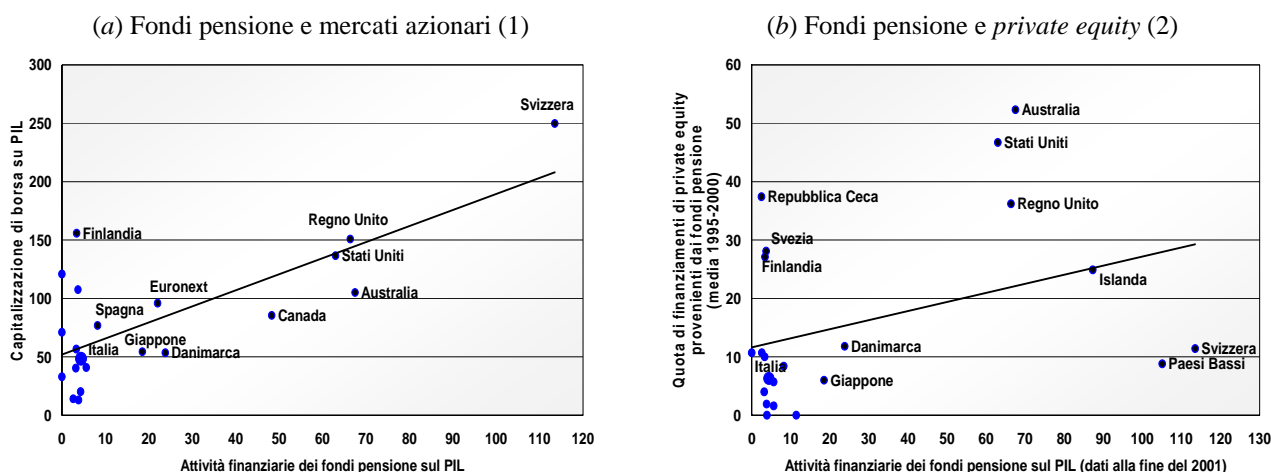 (a) Fondi pensione e mercati azionari (1)
300
250
200
150
100
50
0
Capitalizzazione di borsa su PIL
Svizzera
Regno Unito
Finlandia
Stati Uniti
Euronext
Australia
Spagna
Canada
Giappone
Italia
Danimarca
0 10 20 30 40 50 60 70 80 90 100 110 120
Attività finanziarie dei fondi pensione sul PIL
(b) Fondi pensione e private equity (2)
60
50
40
30
20
10
0
Quota di finanziamenti di private equity
provenienti dai fondi pensione
(media 1995-2000)
Australia
Stati Uniti
Repubblica Ceca
Regno Unito
Svezia
Finlandia
Islanda
Danimarca
Svizzera
Italia
Paesi Bassi
Giappone
0 10 20 30 40 50 60 70 80 90 100 110 120 130
Attività finanziarie dei fondi pensione sul PIL (dati alla fine del 2001)